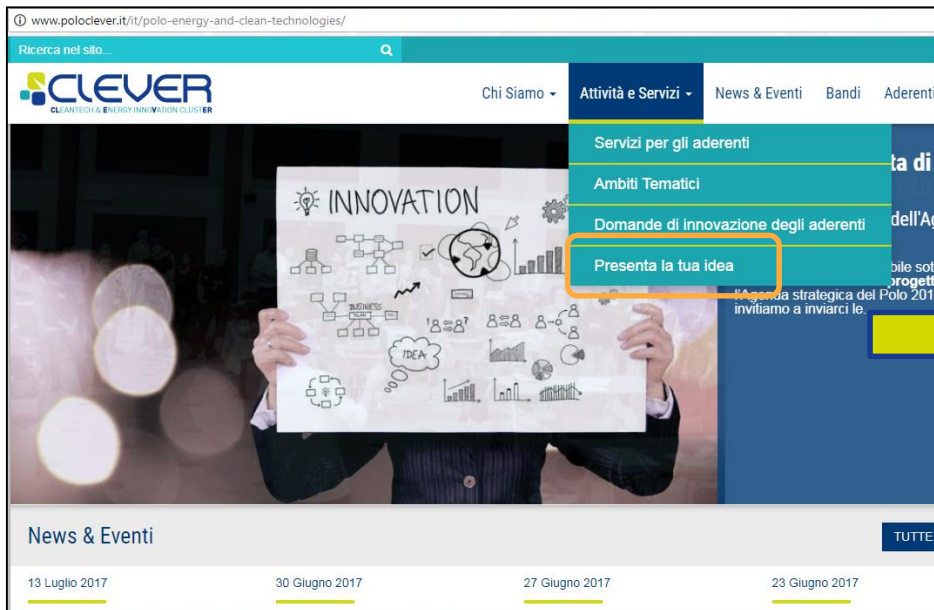 www.poloclever.it/it/polo-energy-and-clean-technologies/
Ricerca nel sito...
CLEVER
CLEANTECH & ENERGY INNOVATION CLUSTER
Chi Siamo
Attività e Servizi
News & Eventi
Bandi
Aderenti
Servizi per gli aderenti
Ambiti Tematici
Domande di innovazione degli aderenti
Presenta la tua idea
ta di
dell'Ag
bile sot
progett
l'Agenda strategica del Polo 201
invitiamo a inviarci le
INNOVATION
BUSINESS
PLAN
IDEA
News & Eventi
TUTTE
13 Luglio 2017
30 Giugno 2017
27 Giugno 2017
23 Giugno 2017